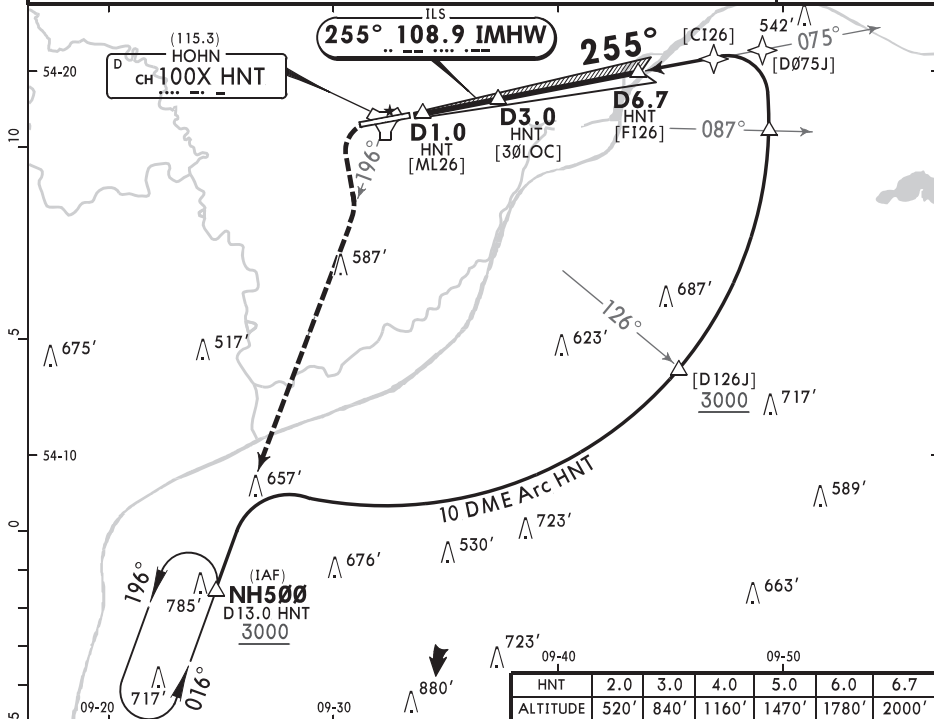 ILS
255° 108.9 IMHW
(115.3)
HOHN
D CH 100X HNT
54-20
255°
[CI26]
542'
075°
[DØ75J]
D1.0
HNT
[ML26]
D3.0
HNT
[3ØLOC]
D6.7
HNT
[FI26]
087°
10
196°
587'
687'
126°
5
675'
517'
623'
[D126J]
3000
717'
54-10
657'
10 DME Arc HNT
589'
0
723'
530'
676'
196°
(IAF)
NH5ØØ
D13.0 HNT
3000
785'
663'
723'
016°
717'
880'
09-40
09-50
5
09-20
09-30
HNT 2.0 3.0 4.0 5.0 6.0 6.7
ALTITUDE 520' 840' 1160' 1470' 1780' 2000'